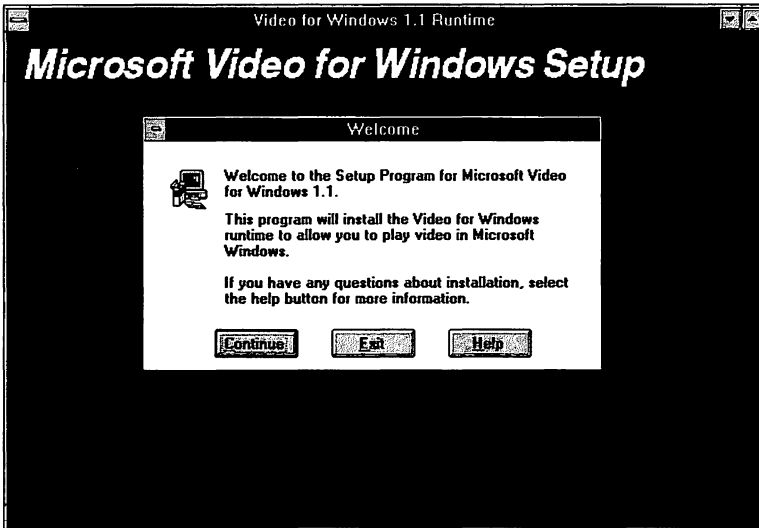 Video for Windows 1.1 Runtime
Microsoft Video for Windows Setup
Welcome
Welcome to the Setup Program for Microsoft Video
for Windows 1.1.
This program will install the Video for Windows
runtime to allow you to play video in Microsoft
Windows.
If you have any questions about installation, select
the help button for more information.
Continue Exit Help